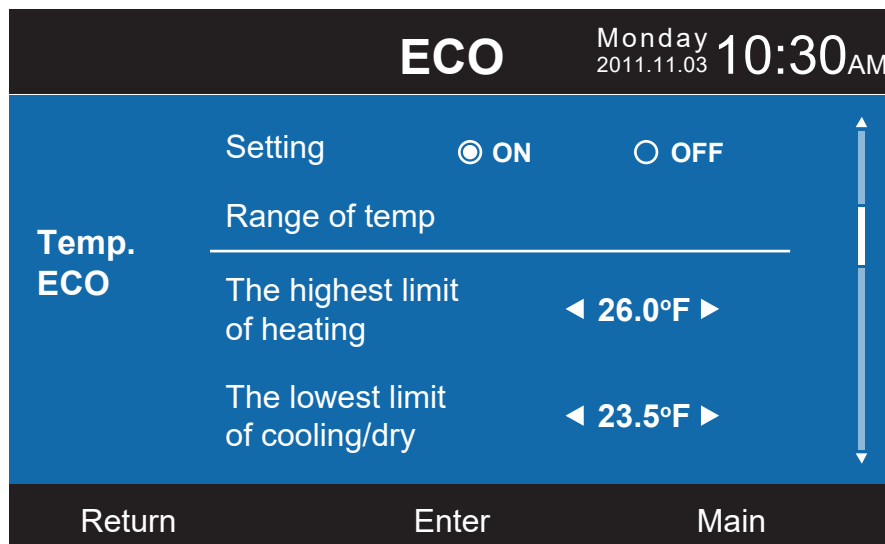 ECO
Monday
2011.11.03
10:30AM
Setting
ON
OFF
Range of temp
Temp.
ECO
The highest limit
of heating
26.0°F
The lowest limit
of cooling/dry
23.5°F
Return
Enter
Main